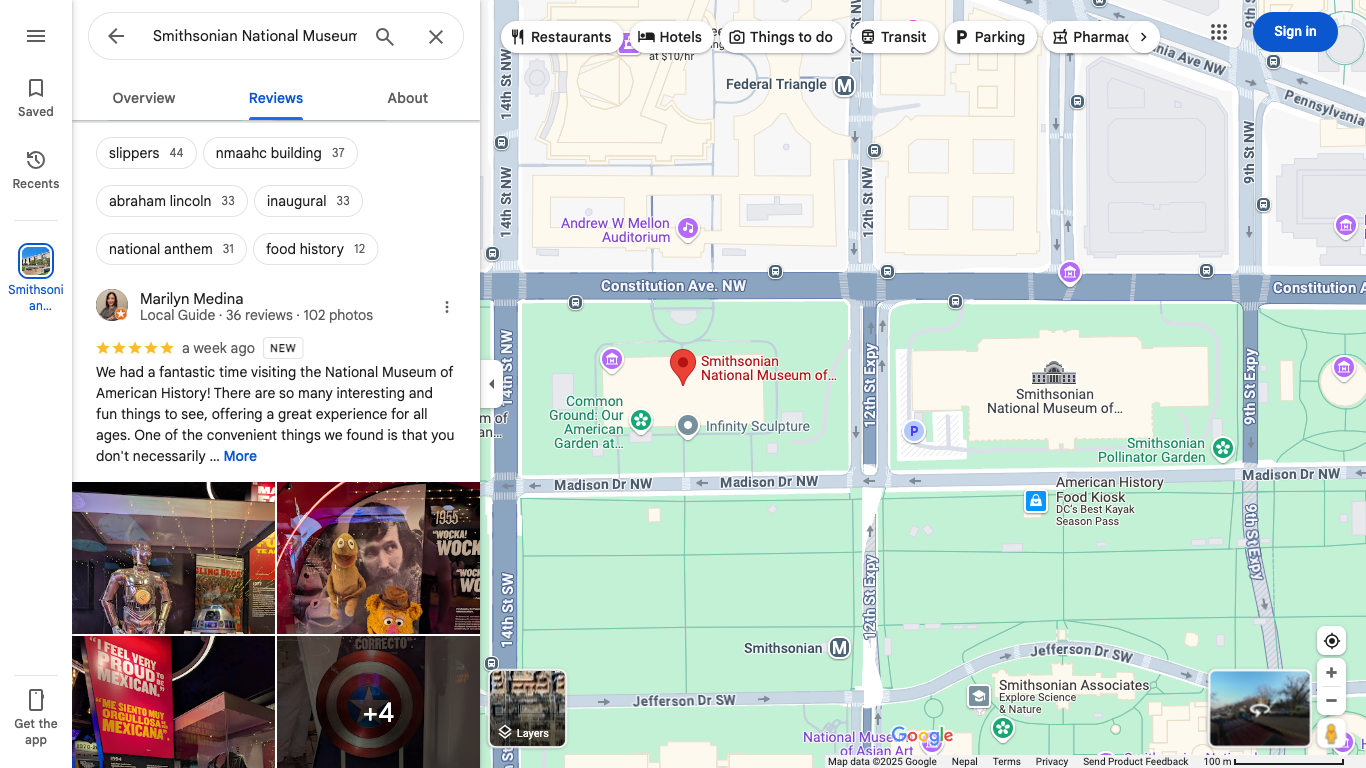 Smithsonian National Museum
Saved
Recents
Smithsoni
an...
Get the
app
Overview
Reviews
About
slippers 44
nmaahc building 37
abraham lincoln 33
inaugural 33
national anthem 31
food history 12
Marilyn Medina
Local Guide · 36 reviews · 102 photos
a week ago NEW
We had a fantastic time visiting the National Museum of
American History! There are so many interesting and
fun things to see, offering a great experience for all
ages. One of the convenient things we found is that you
don't necessarily ... More
1955
"WOCKA!
"I FEEL VERY
PROUD TO BE
MEXICAN."
"ME SIENTO MUY
ORGULLOSA DE
MEXICANA"
CORRECTO
+4
Restaurants
Hotels
Things to do
Transit
Parking
Pharmac
Sign in
at $10/hr
Federal Triangle
14th St NW
14th St NW
12th St NW
9th St NW
9th St NW
Pennsylvania
nia Ave NW
Andrew W Mellon
Auditorium
Constitution Ave. NW
Constitution A
14th St NW
Smithsonian
National Museum of...
Common
Ground: Our
American
Garden at...
Infinity Sculpture
12th St Expy
Smithsonian
National Museum of...
P
Smithsonian
Pollinator Garden
9th St Expy
m of
an...
Madison Dr NW
Madison Dr NW
Madison Dr NW
American History
Food Kiosk
DC's Best Kayak
Season Pass
9th St Expy
14th St SW
12th St Expy
Smithsonian
Jefferson Dr SW
Jefferson Dr SW
Smithsonian Associates
Explore Science
& Nature
Layers
Google
National Muse
of Asian Art
Map data ©2025 Google
Nepal
Terms
Privacy
Send Product Feedback
100 m